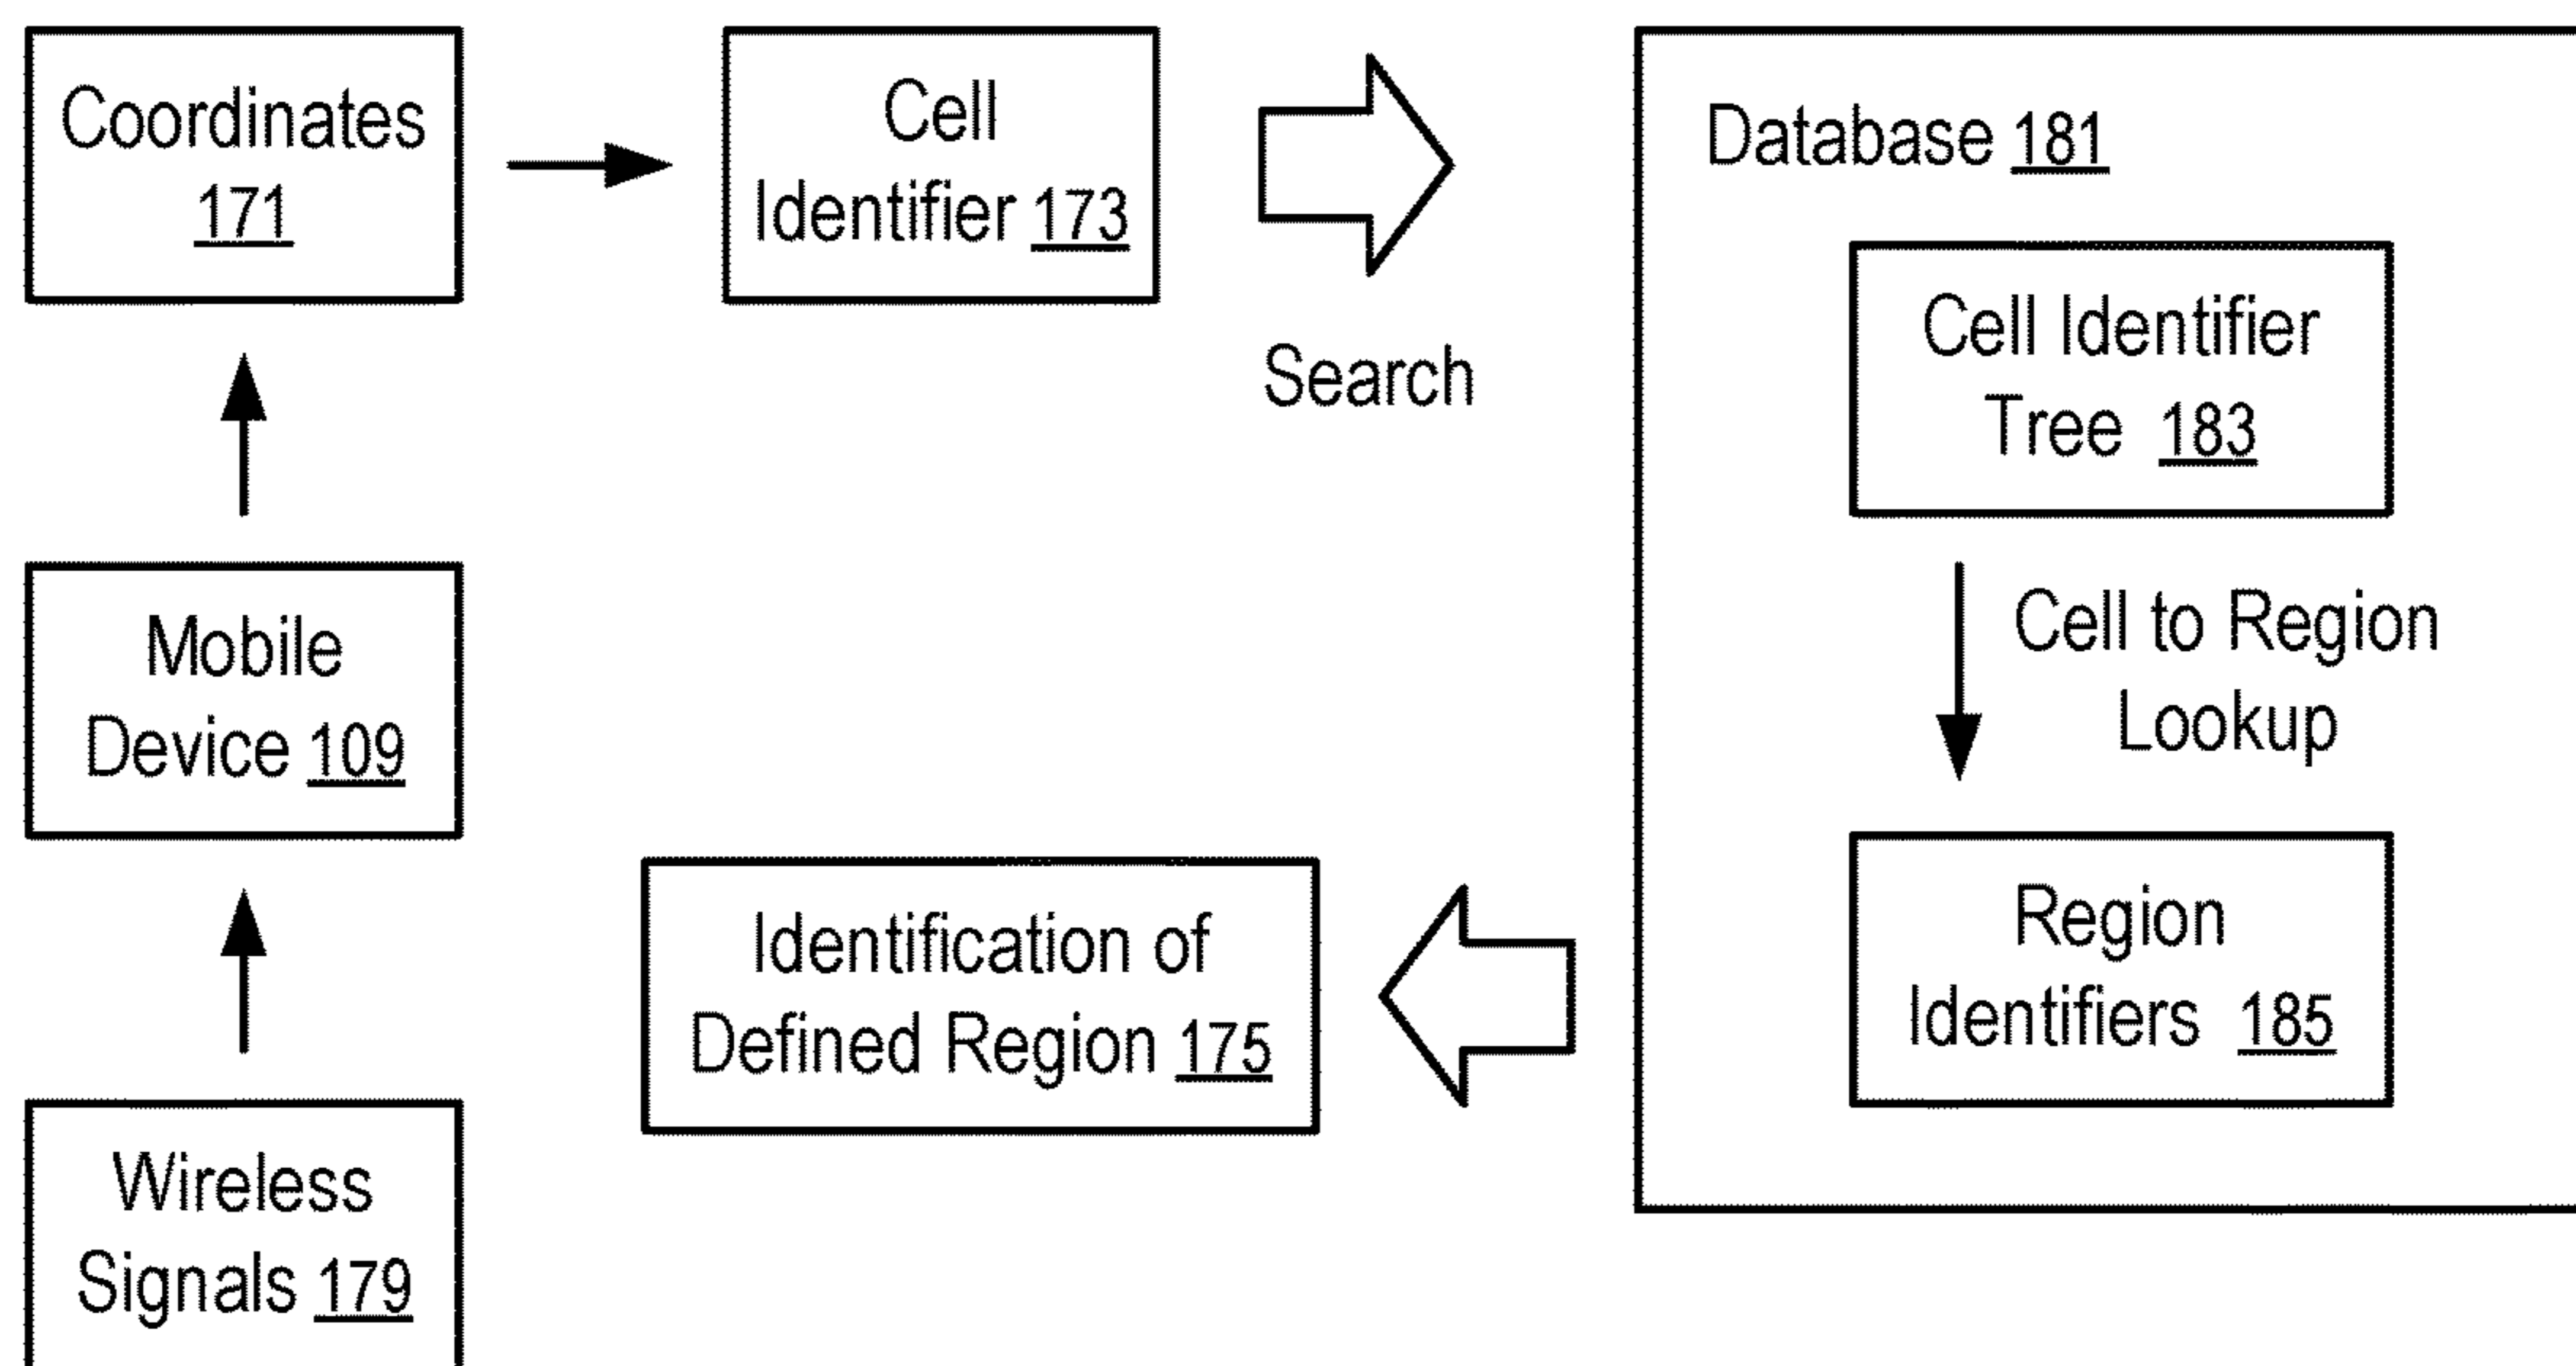 Coordinates
171
Cell
Identifier 173
Search
Database 181
Cell Identifier
Tree 183
Cell to Region
Lookup
Region
Identifiers 185
Mobile
Device 109
Identification of
Defined Region 175
Wireless
Signals 179